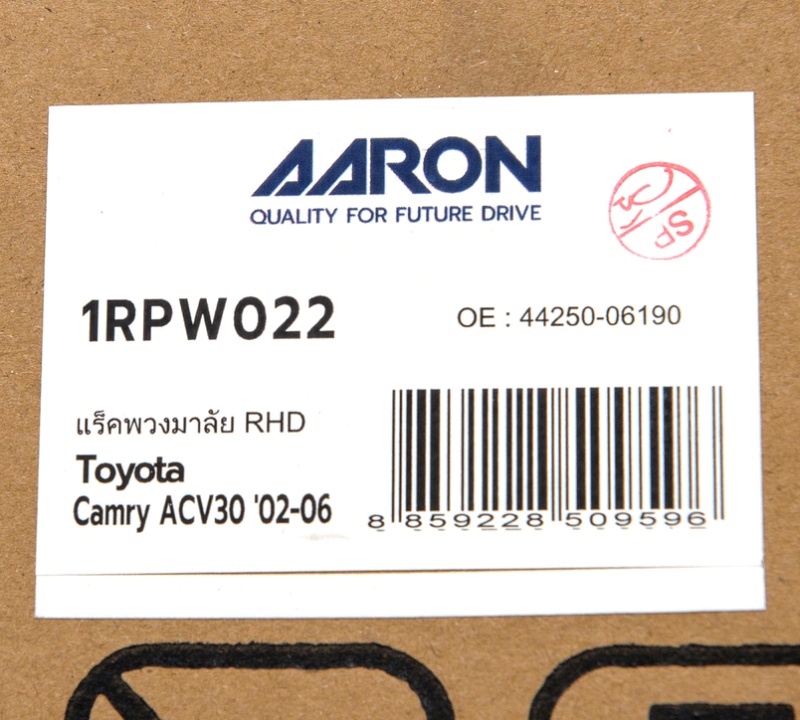 AARON
QUALITY FOR FUTURE DRIVE
1RPW022
OE : 44250-06190
แร็คพวงมาลัย RHD
Toyota
Camry ACV30 '02-06
8 859228 509596